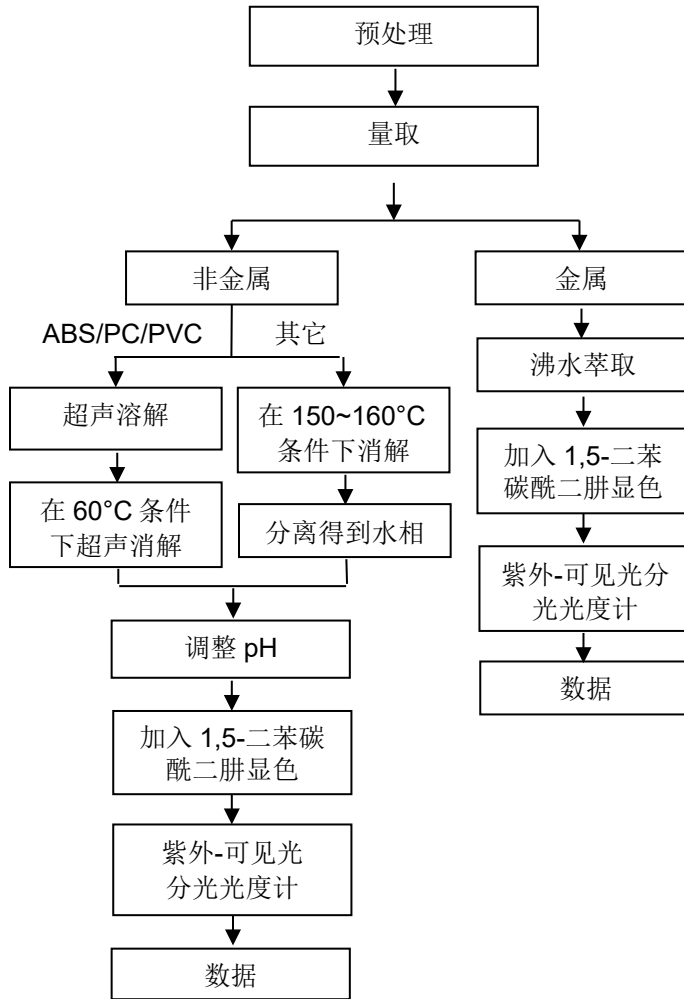 预处理
量取
非金属
金属
ABS/PC/PVC
其它
超声溶解
在 150~160°C
条件下消解
在 60°C 条件
下超声消解
分离得到水相
调整 pH
加入 1,5-二苯碳
酰二肼显色
紫外-可见光
分光光度计
数据
沸水萃取
加入 1,5-二苯
碳酰二肼显色
紫外-可见光分
光光度计
数据